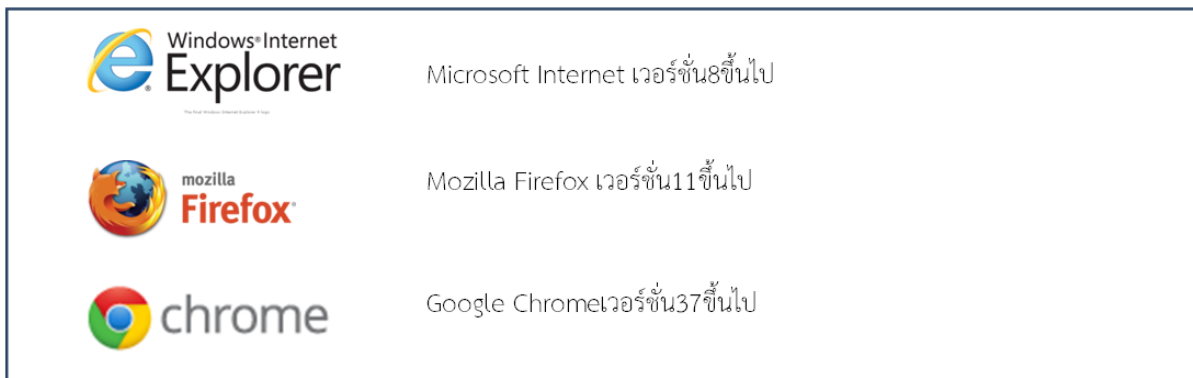 Windows® Internet
Explorer
Microsoft Internet เวอร์ชั่น8ขึ้นไป
mozilla
Firefox®
Mozilla Firefox เวอร์ชั่น11ขึ้นไป
chrome
Google Chromeเวอร์ชั่น37ขึ้นไป